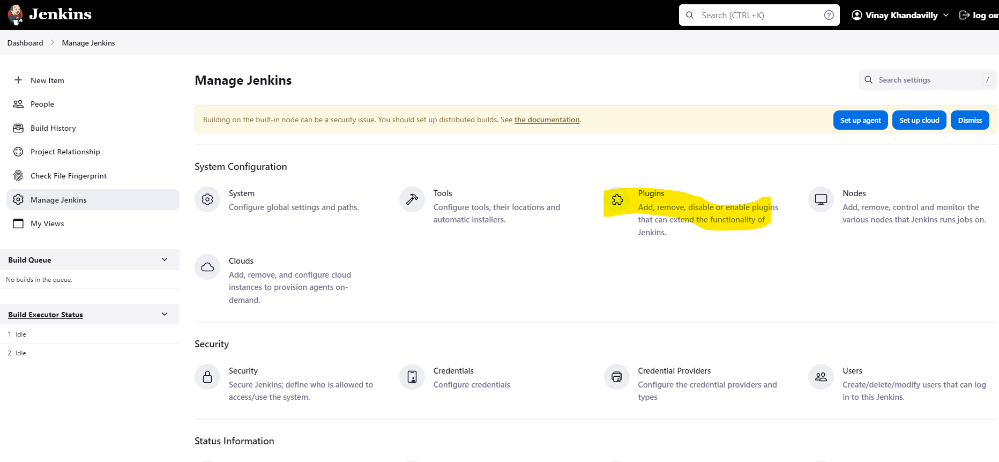 Jenkins
Search (CTRL+K)
Vinay Khandavilly
log ou
Dashboard
Manage Jenkins
New Item
People
Build History
Project Relationship
Check File Fingerprint
Manage Jenkins
My Views
Build Queue
No builds in the queue.
Build Executor Status
1 Idle
2 Idle
Manage Jenkins
Search settings
/
Building on the built-in node can be a security issue. You should set up distributed builds. See the documentation.
Set up agent
Set up cloud
Dismiss
System Configuration
System
Configure global settings and paths.
Tools
Configure tools, their locations and
automatic installers.
Plugins
Add, remove, disable or enable plugins
that can extend the functionality of
Jenkins.
Nodes
Add, remove, control and monitor the
various nodes that Jenkins runs jobs on.
Clouds
Add, remove, and configure cloud
instances to provision agents on-
demand.
Security
Security
Secure Jenkins; define who is allowed to
access/use the system.
Credentials
Configure credentials
Credential Providers
Configure the credential providers and
types
Users
Create/delete/modify users that can log
in to this Jenkins.
Status Information